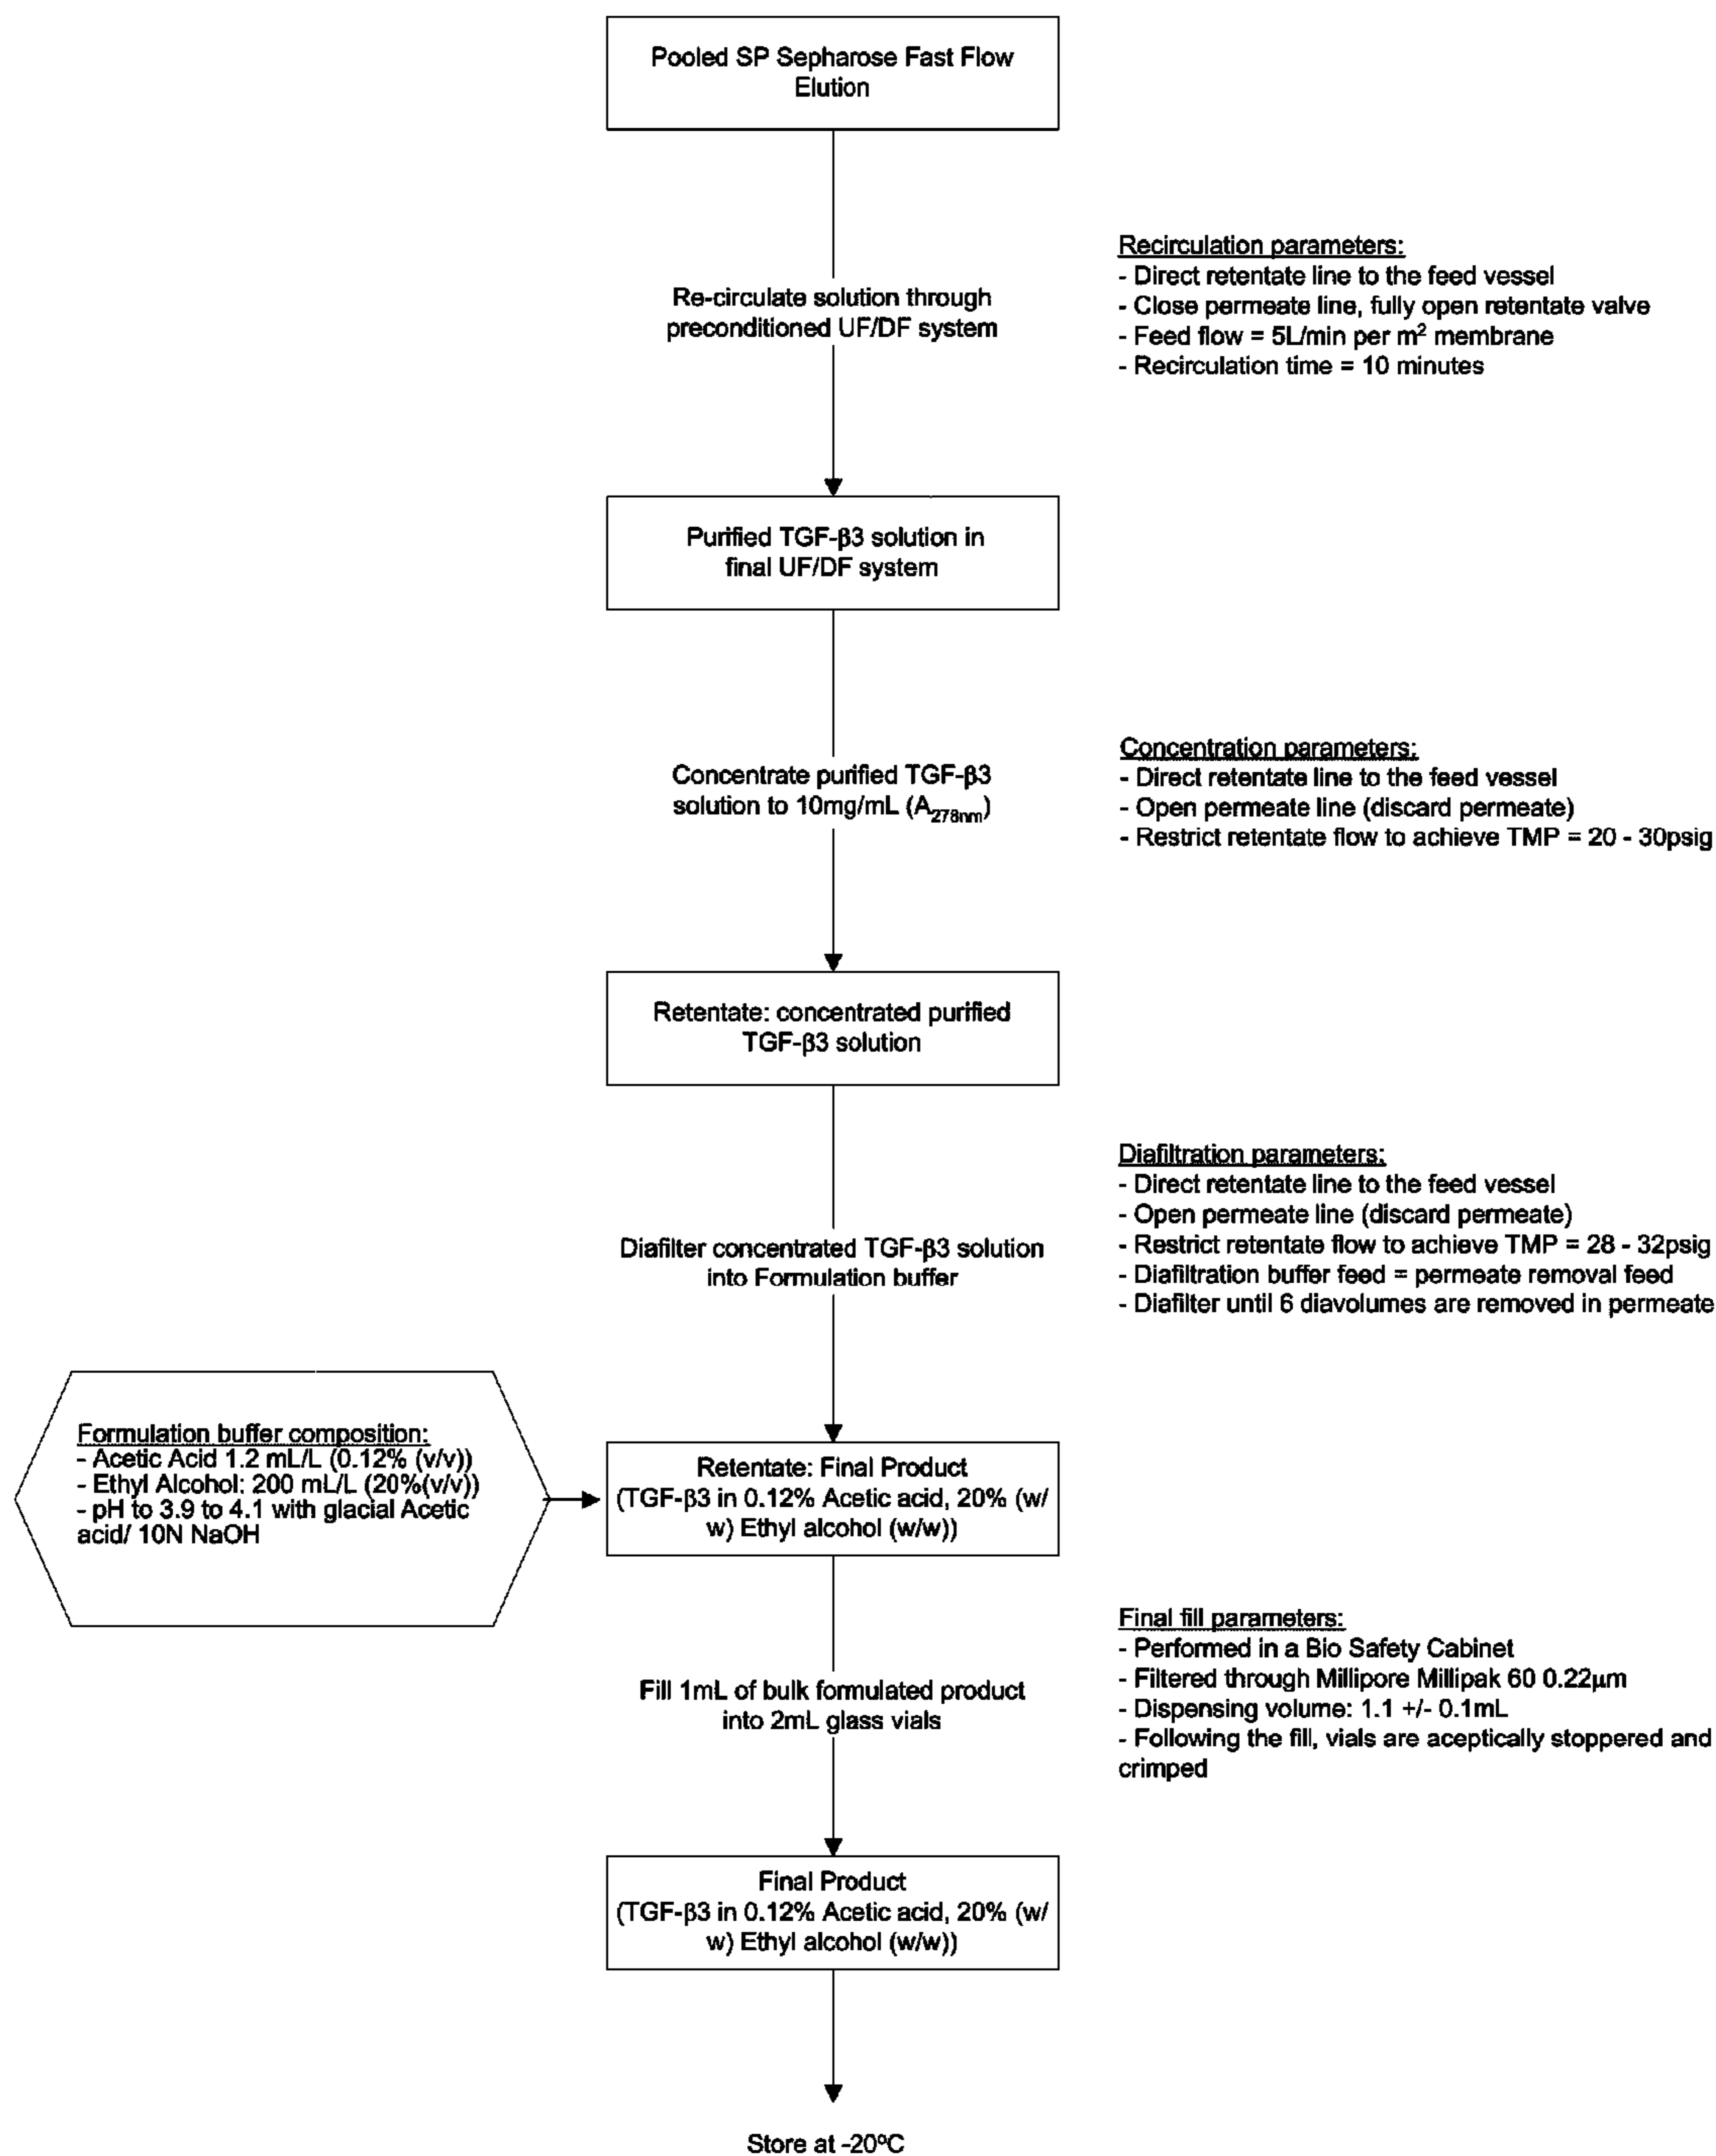 Pooled SP Sepharose Fast Flow
Elution
Re-circulate solution through
preconditioned UF/DF system
Recirculation parameters:
- Direct retentate line to the feed vessel
- Close permeate line, fully open retentate valve
- Feed flow = 5L/min per m² membrane
- Recirculation time = 10 minutes
Purified TGF-β3 solution in
final UF/DF system
Concentrate purified TGF-β3
solution to 10mg/mL (A₂₇₈nm)
Concentration parameters:
- Direct retentate line to the feed vessel
- Open permeate line (discard permeate)
- Restrict retentate flow to achieve TMP = 20 - 30psig
Retentate: concentrated purified
TGF-β3 solution
Diafilter concentrated TGF-β3 solution
into Formulation buffer
Diafiltration parameters:
- Direct retentate line to the feed vessel
- Open permeate line (discard permeate)
- Restrict retentate flow to achieve TMP = 28 - 32psig
- Diafiltration buffer feed = permeate removal feed
- Diafilter until 6 diavolumes are removed in permeate
Formulation buffer composition:
- Acetic Acid 1.2 mL/L (0.12% (v/v))
- Ethyl Alcohol: 200 mL/L (20%(v/v))
- pH to 3.9 to 4.1 with glacial Acetic
acid/ 10N NaOH
Retentate: Final Product
(TGF-β3 in 0.12% Acetic acid, 20% (w/
w) Ethyl alcohol (w/w))
Fill 1mL of bulk formulated product
into 2mL glass vials
Final fill parameters:
- Performed in a Bio Safety Cabinet
- Filtered through Millipore Millipak 60 0.22μm
- Dispensing volume: 1.1 +/- 0.1mL
- Following the fill, vials are aceptically stoppered and
crimped
Final Product
(TGF-β3 in 0.12% Acetic acid, 20% (w/
w) Ethyl alcohol (w/w))
Store at -20ºC